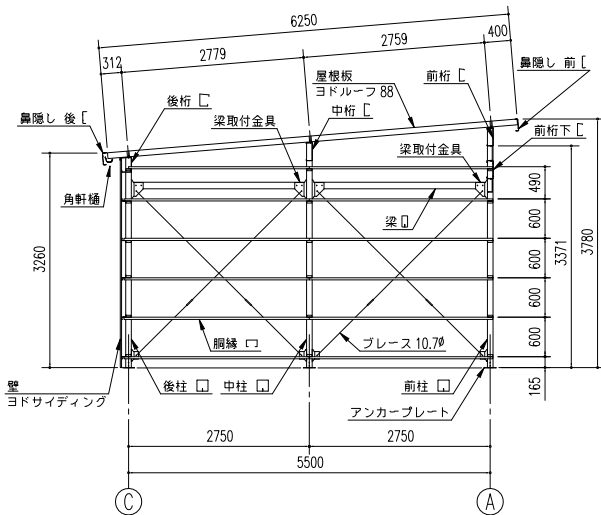 6250
312
2779
2759
400
屋根板
ヨドルーフ 88
前桁
鼻隠し 前
後桁
中桁
鼻隠し 後
梁取付金具
梁取付金具
前桁下
角軒樋
梁
490
600
600
600
600
165
3260
3371
3780
胴縁
ブレース 10.7φ
壁
ヨドサイディング
後柱
中柱
前柱
アンカープレート
2750
2750
5500
C
A